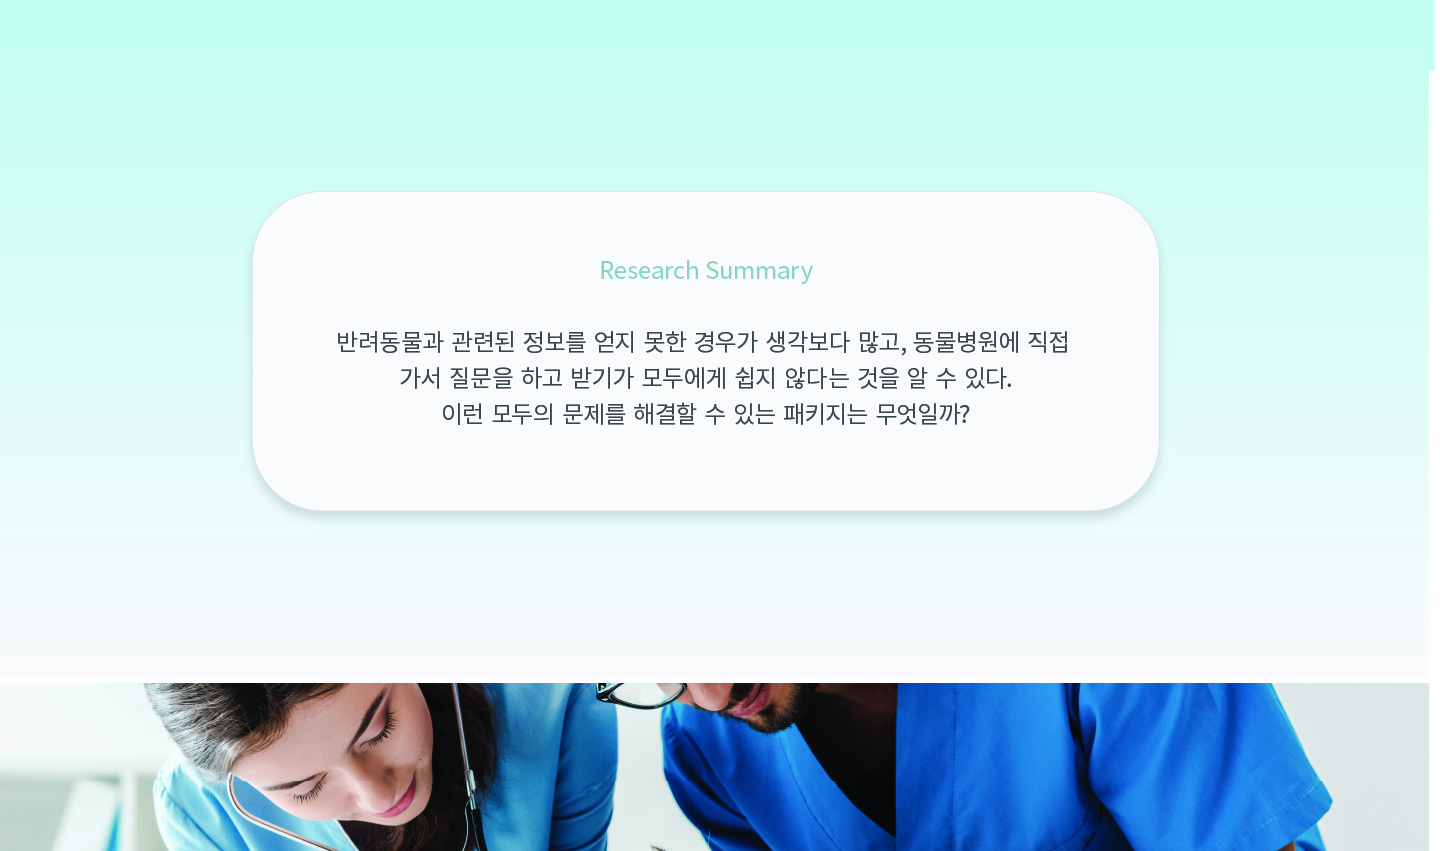 Research Summary
반려동물과 관련된 정보를 얻지 못한 경우가 생각보다 많고, 동물병원에 직접
가서 질문을 하고 받기가 모두에게 쉽지 않다는 것을 알 수 있다.
이런 모두의 문제를 해결할 수 있는 패키지는 무엇일까?